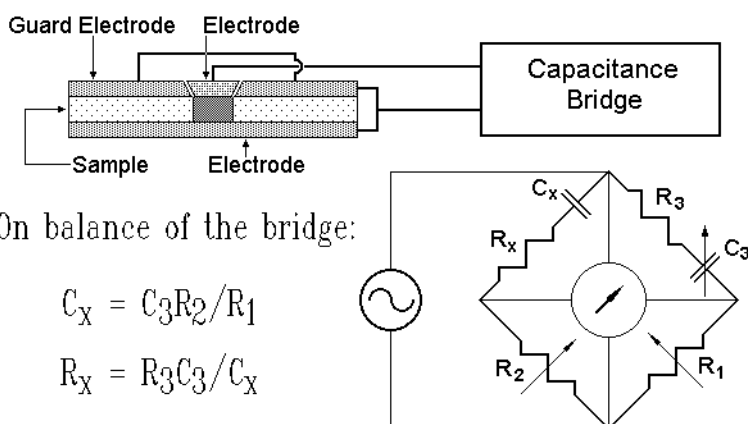 Guard Electrode
Electrode
Capacitance
Bridge
Sample
Electrode
On balance of the bridge:
Cₓ = C₃R₂/R₁
Rₓ = R₃C₃/Cₓ
Cₓ
R₃
Rₓ
C₃
R₂
R₁